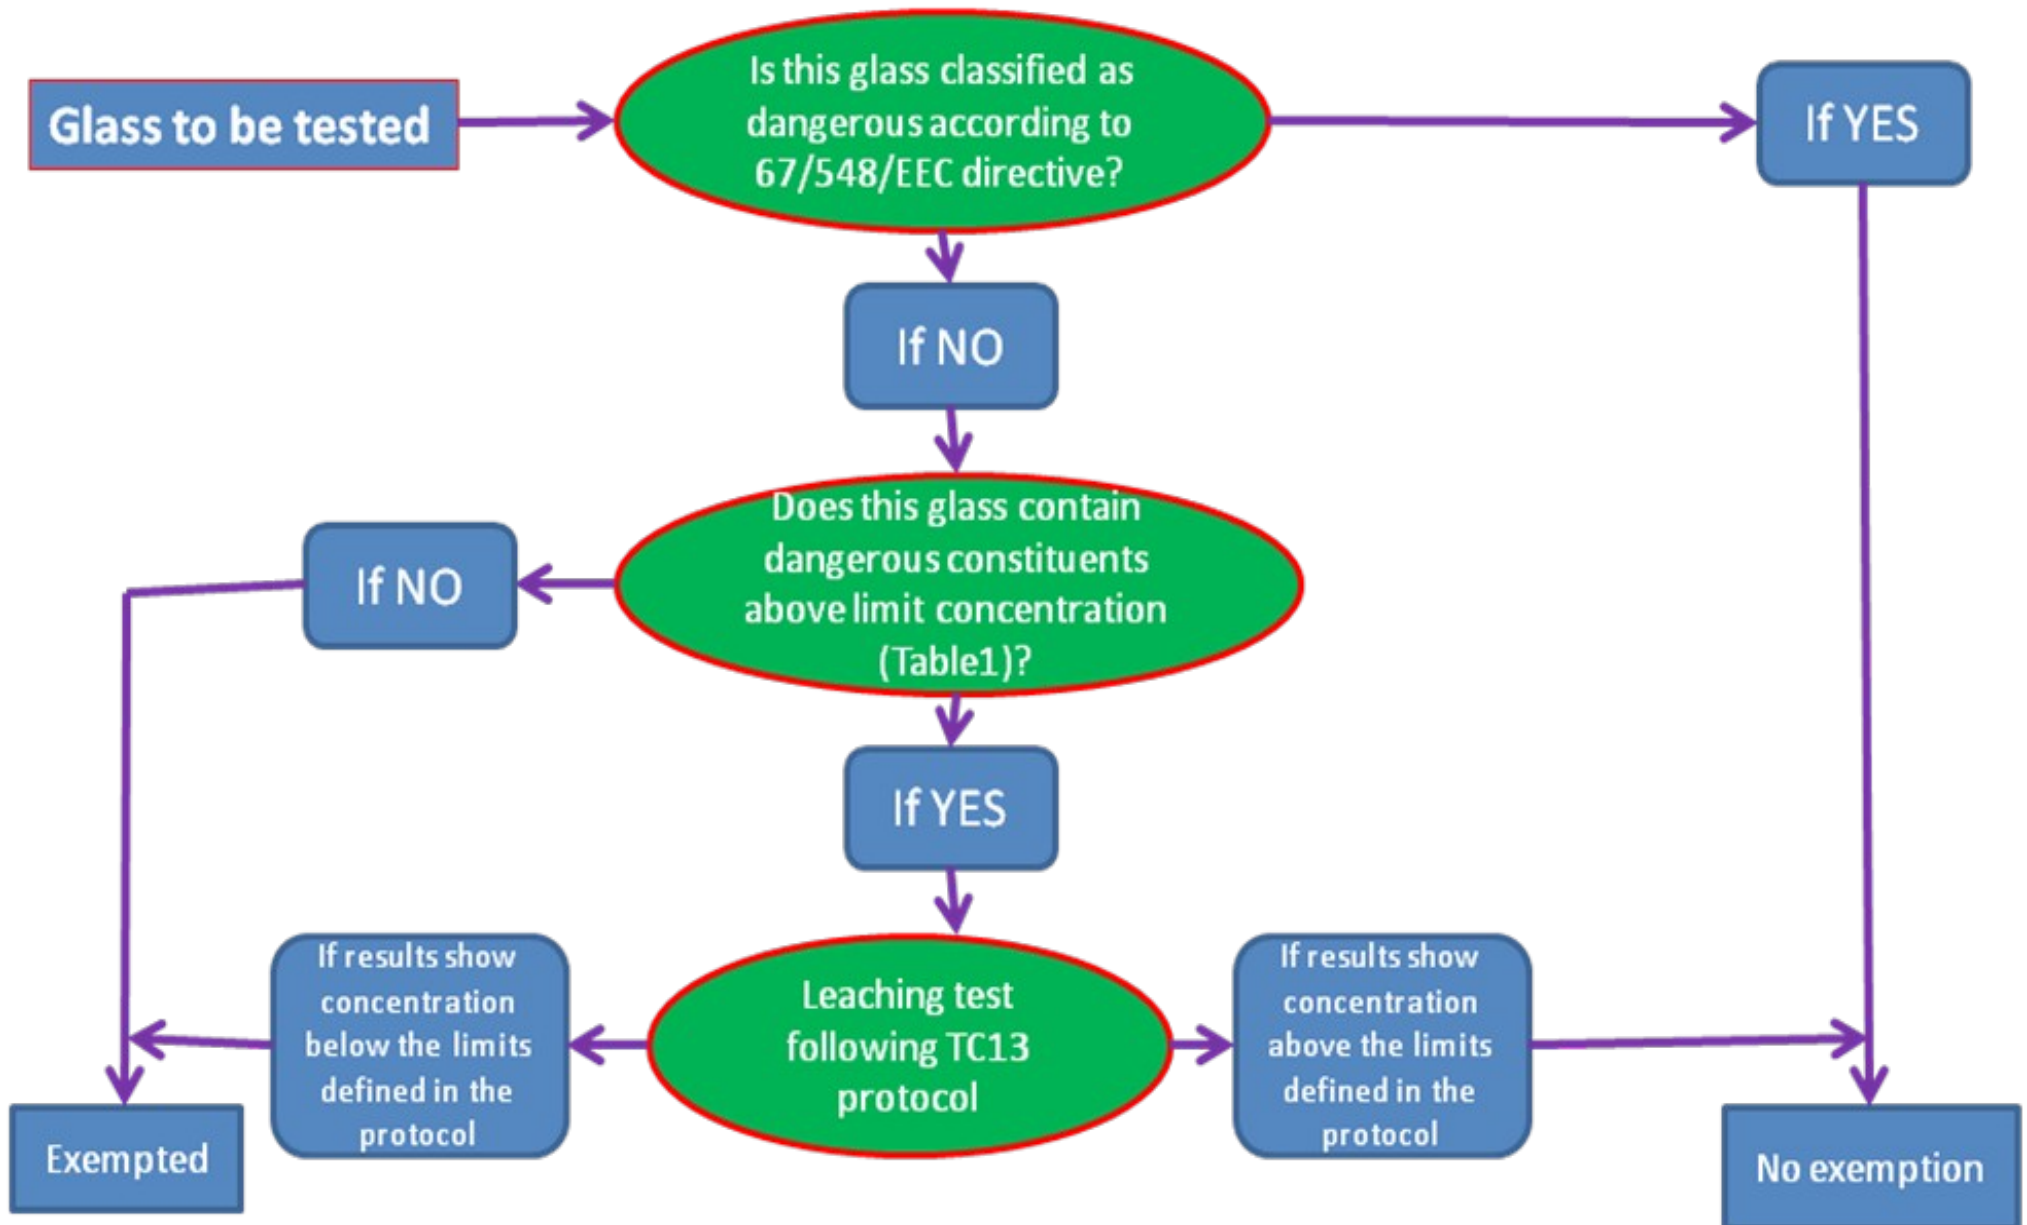 Glass to be tested
Is this glass classified as
dangerous according to
67/548/EEC directive?
If YES
If NO
Does this glass contain
dangerous constituents
above limit concentration
(Table1)?
If NO
If YES
If results show
concentration
below the limits
defined in the
protocol
Leaching test
following TC13
protocol
If results show
concentration
above the limits
defined in the
protocol
Exempted
No exemption